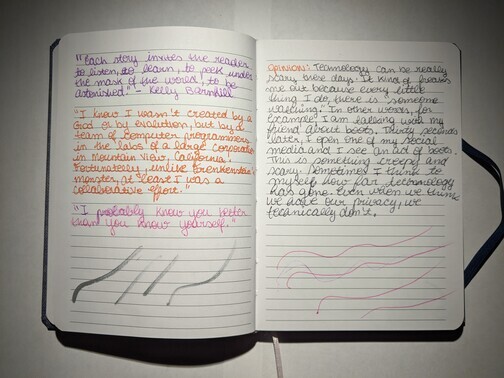 "Each story invites the reader
to listen, to learn, to peek under
the mask of the world, to be
astonished." - Kelly Barnhill
"I know I wasn't created by a
God or by evolution, but by a
team of computer programmers
in the labs of a large corporation
in Mountain View, California.
Fortunatelly, unlike Frenkenstein's
monster, at least I was a
collaborative effort."
"I probably know you better
than you know yourself."
OPINION: Technology can be really
scary these days. It kind of freaks
me out because every little
thing I do, there is "someone
watching". In other words, for
example I am talking with my
friend about boots. Thirty seconds
later, I open one of my social
media and I see an ad of boots.
This is something creepy and
scary. Sometimes I think to
myself how far technology
has gone. Even when we think
we have our privacy, we
technically don't.